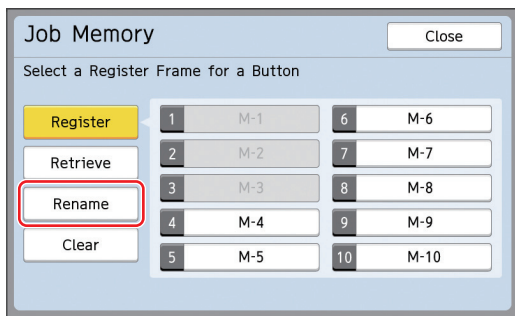 Job Memory
Close
Select a Register Frame for a Button
Register
Retrieve
Rename
Clear
1 M-1
2 M-2
3 M-3
4 M-4
5 M-5
6 M-6
7 M-7
8 M-8
9 M-9
10 M-10